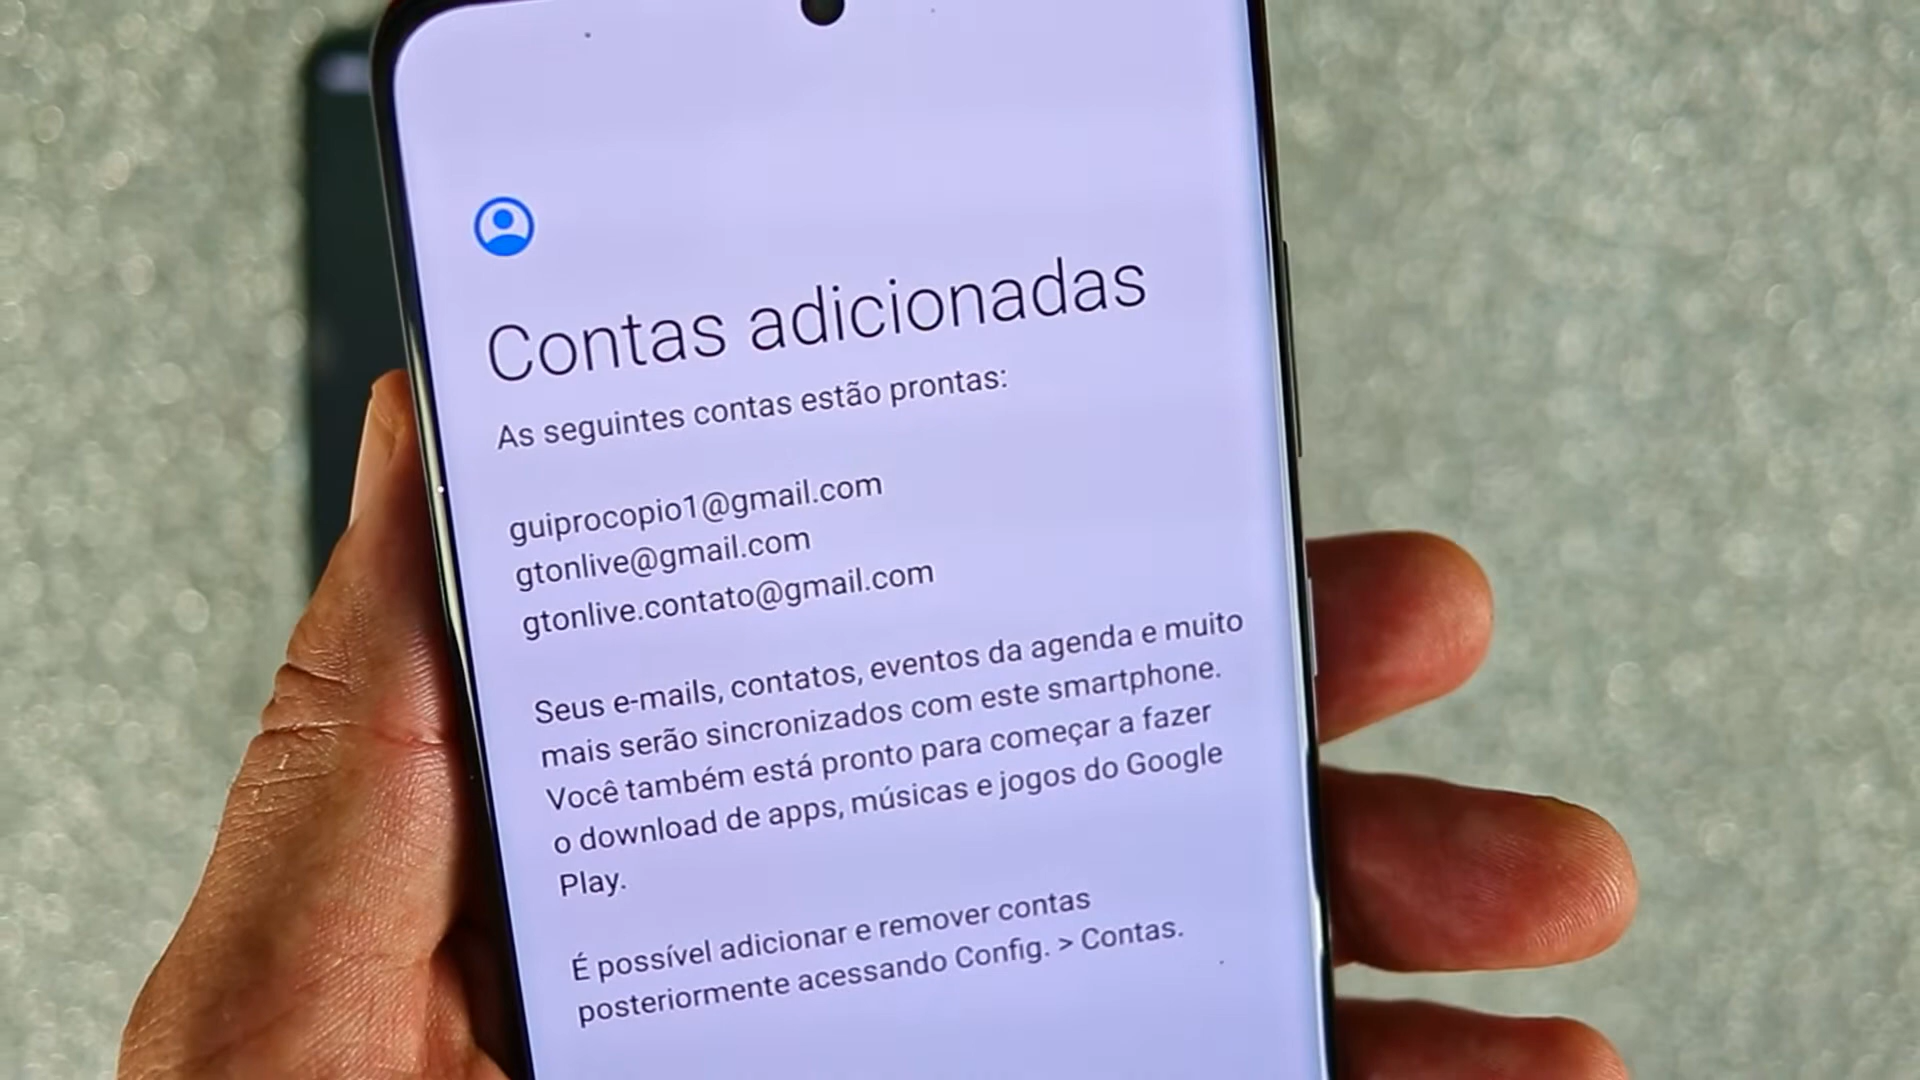 Contas adicionadas
As seguintes contas estão prontas:
guiprocopio1@gmail.com
gtonlive@gmail.com
gtonlive.contato@gmail.com
Seus e-mails, contatos, eventos da agenda e muito
mais serão sincronizados com este smartphone.
Você também está pronto para começar a fazer
o download de apps, músicas e jogos do Google
Play.
É possível adicionar e remover contas
posteriormente acessando Config. > Contas.